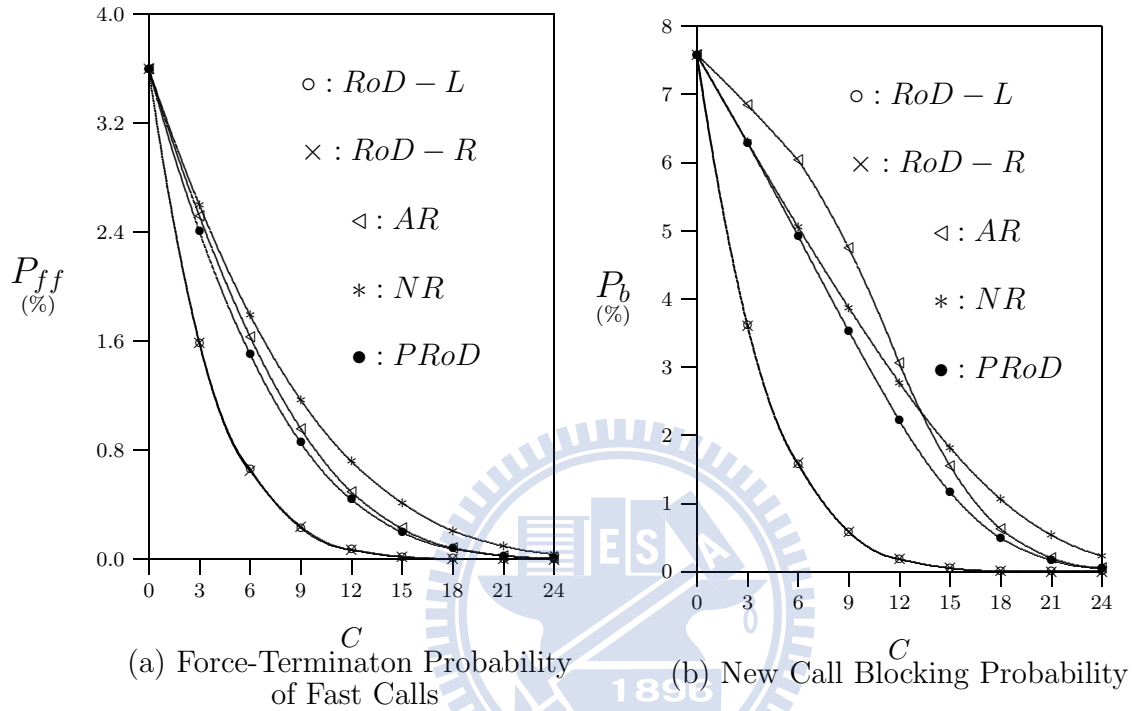 4.0
3.2
2.4
1.6
0.8
0.0
P_ff
(%)
○ : RoD − L
× : RoD − R
◁ : AR
∗ : NR
● : PRoD
0 3 6 9 12 15 18 21 24
C
(a) Force-Terminaton Probability
of Fast Calls
8
7
6
5
4
3
2
1
0
P_b
(%)
○ : RoD − L
× : RoD − R
◁ : AR
∗ : NR
● : PRoD
0 3 6 9 12 15 18 21 24
C
(b) New Call Blocking Probability
E S A
1896